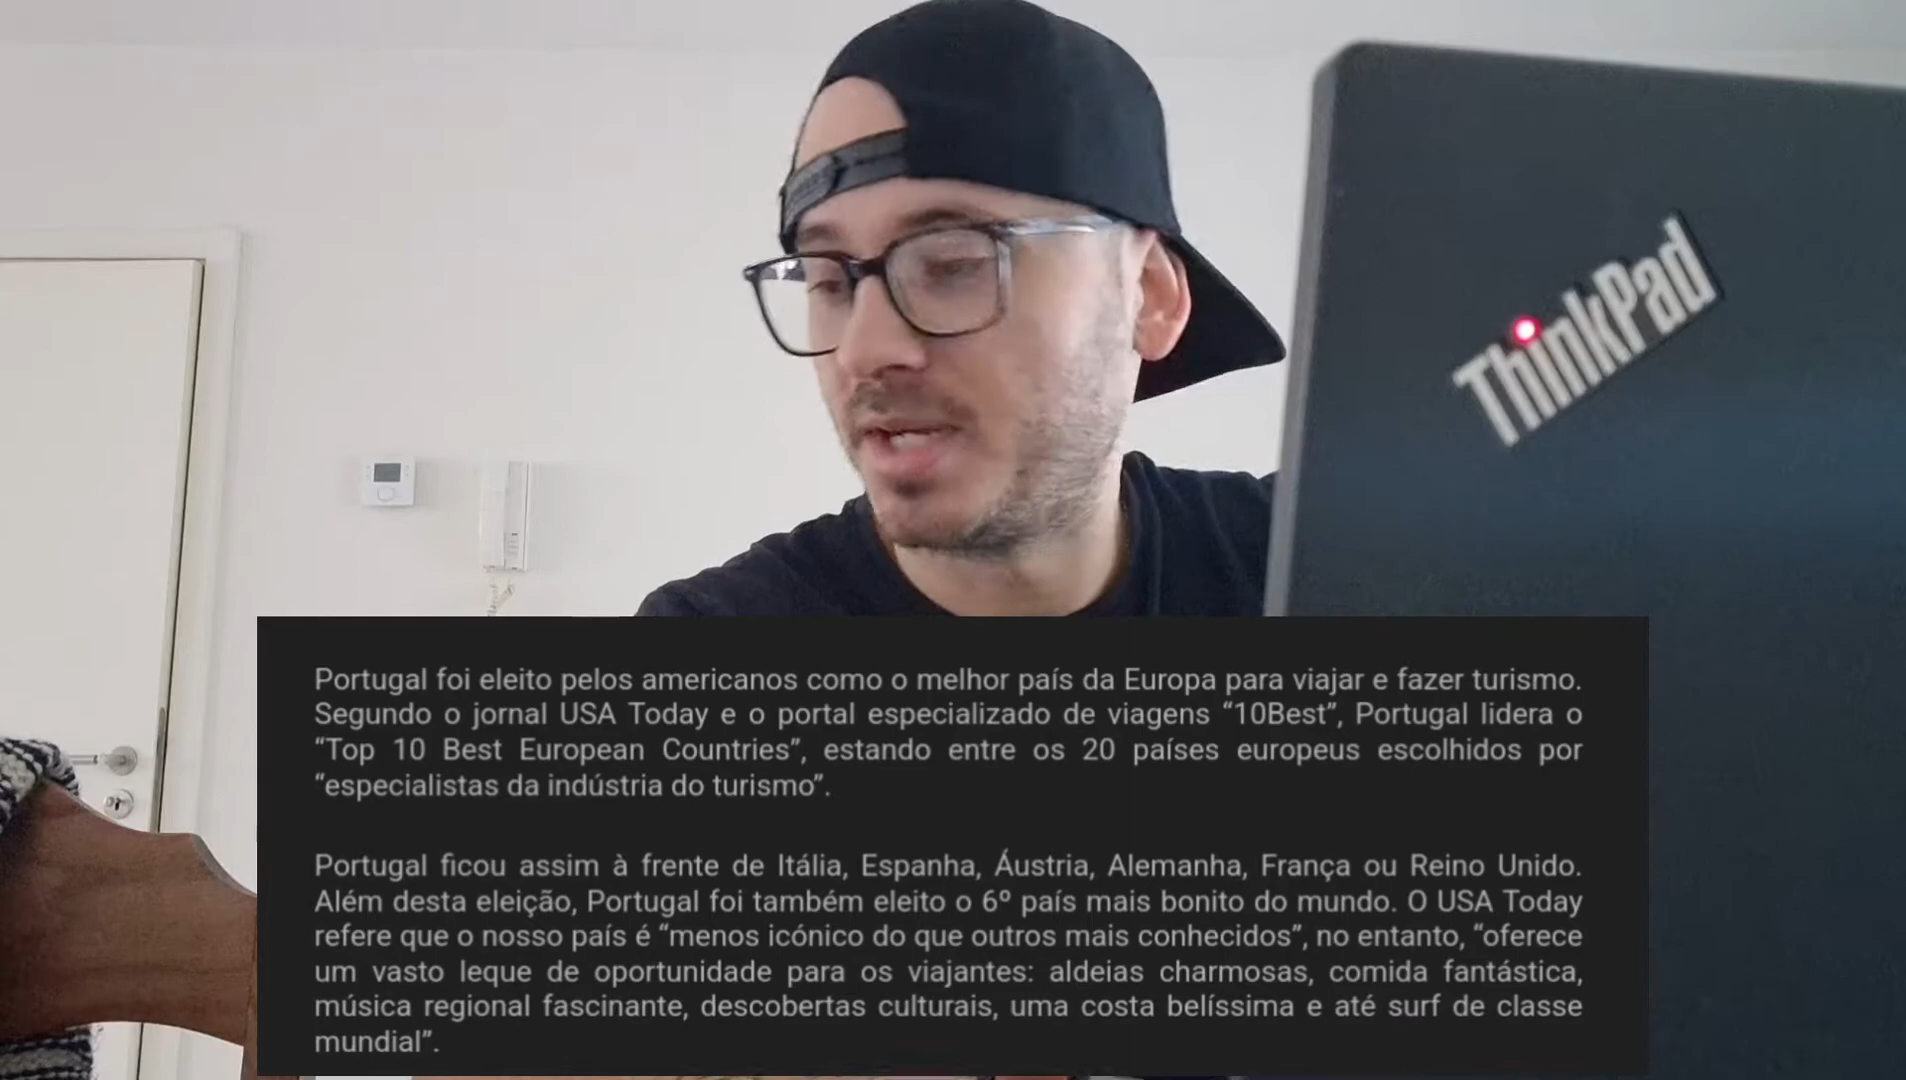 ThinkPad
Portugal foi eleito pelos americanos como o melhor país da Europa para viajar e fazer turismo.
Segundo o jornal USA Today e o portal especializado de viagens “10Best”, Portugal lidera o
“Top 10 Best European Countries”, estando entre os 20 países europeus escolhidos por
“especialistas da indústria do turismo”.
Portugal ficou assim à frente de Itália, Espanha, Áustria, Alemanha, França ou Reino Unido.
Além desta eleição, Portugal foi também eleito o 6º país mais bonito do mundo. O USA Today
refere que o nosso país é “menos icónico do que outros mais conhecidos”, no entanto, “oferece
um vasto leque de oportunidade para os viajantes: aldeias charmosas, comida fantástica,
música regional fascinante, descobertas culturais, uma costa belíssima e até surf de classe
mundial”.